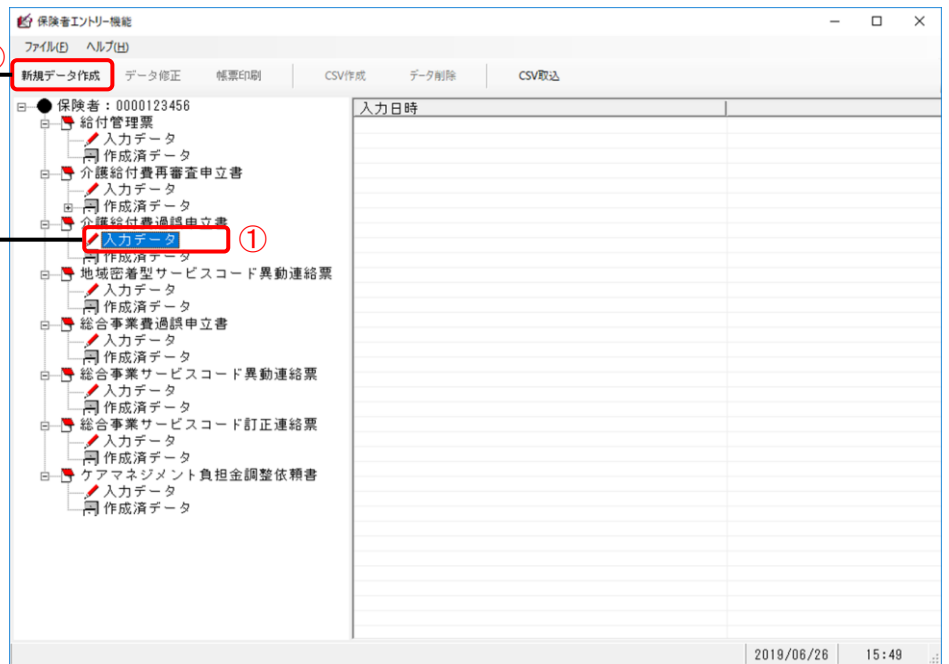 保険者エントリー機能
ファイル(F) ヘルプ(H)
新規データ作成 データ修正 帳票印刷 CSV作成 データ削除 CSV取込
保険者：0000123456
給付管理票
入力データ
作成済データ
介護給付費再審査申立書
入力データ
作成済データ
介護給付費過誤申立書
入力データ ①
作成済データ
地域密着型サービスコード異動連絡票
入力データ
作成済データ
総合事業費過誤申立書
入力データ
作成済データ
総合事業サービスコード異動連絡票
入力データ
作成済データ
総合事業サービスコード訂正連絡票
入力データ
作成済データ
ケアマネジメント負担金調整依頼書
入力データ
作成済データ
入力日時
2019/06/26 15:49